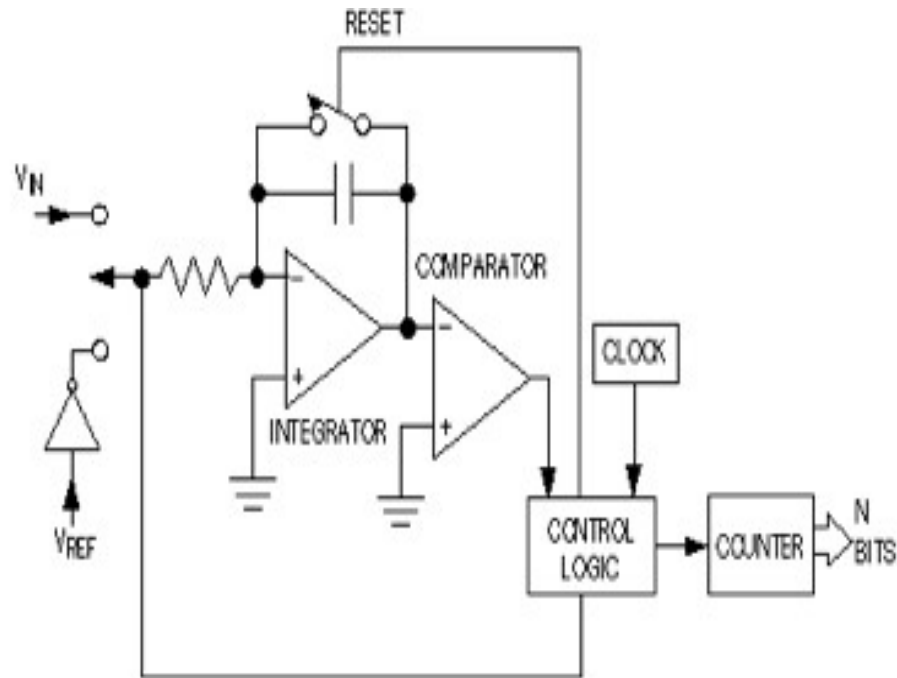 RESET
VIN
COMPARATOR
CLOCK
INTEGRATOR
VREF
CONTROL
LOGIC
COUNTER
N
BITS